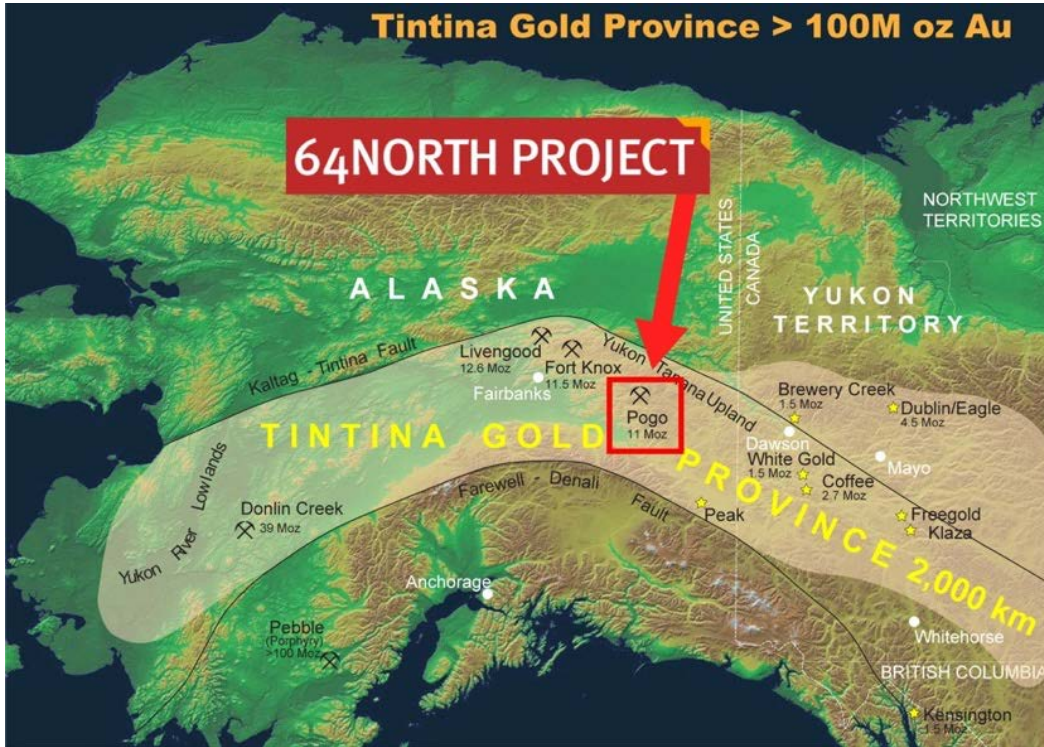 Tintina Gold Province > 100M oz Au
64NORTH PROJECT
UNITED STATES
CANADA
NORTHWEST
TERRITORIES
ALASKA
YUKON
TERRITORY
Kaltag - Tintina Fault
Livengood
12.6 Moz
Fort Knox
11.5 Moz
Fairbanks
Yukon - Tanana Upland
Pogo
11 Moz
Brewery Creek
1.5 Moz
Dublin/Eagle
4.5 Moz
Dawson
TINTINA GOLD PROVINCE 2,000 km
White Gold
1.5 Moz
Mayo
Coffee
2.7 Moz
Yukon River Lowlands
Farewell - Denali Fault
Peak
Donlin Creek
39 Moz
Freegold
Klaza
Anchorage
Pebble
(Porphyry)
>100 Moz
Whitehorse
BRITISH COLUMBIA
Kensington
1.5 Moz